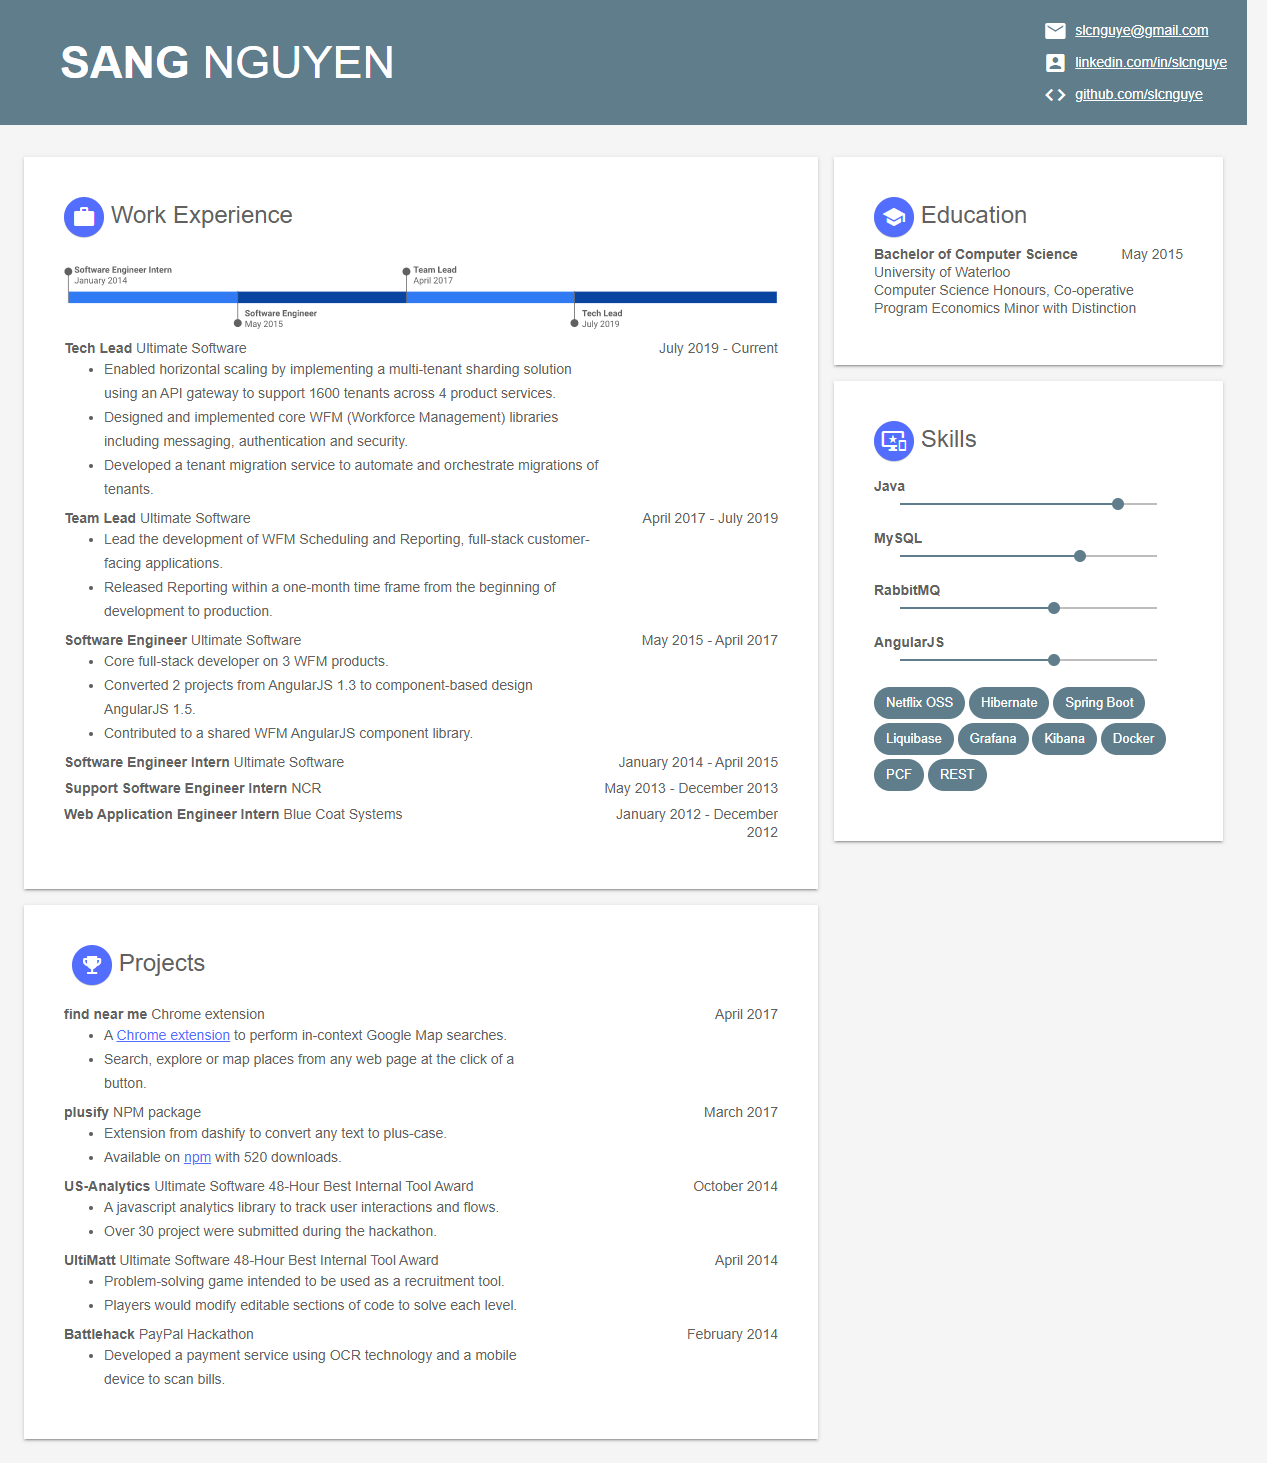 SANG NGUYEN
slcnguye@gmail.com
linkedin.com/in/slcnguye
github.com/slcnguye
Work Experience
Software Engineer Intern
January 2014
Team Lead
April 2017
Software Engineer
May 2015
Tech Lead
July 2019
Tech Lead Ultimate Software July 2019 - Current
• Enabled horizontal scaling by implementing a multi-tenant sharding solution
using an API gateway to support 1600 tenants across 4 product services.
• Designed and implemented core WFM (Workforce Management) libraries
including messaging, authentication and security.
• Developed a tenant migration service to automate and orchestrate migrations of
tenants.
Team Lead Ultimate Software April 2017 - July 2019
• Lead the development of WFM Scheduling and Reporting, full-stack customer-
facing applications.
• Released Reporting within a one-month time frame from the beginning of
development to production.
Software Engineer Ultimate Software May 2015 - April 2017
• Core full-stack developer on 3 WFM products.
• Converted 2 projects from AngularJS 1.3 to component-based design
AngularJS 1.5.
• Contributed to a shared WFM AngularJS component library.
Software Engineer Intern Ultimate Software January 2014 - April 2015
Support Software Engineer Intern NCR May 2013 - December 2013
Web Application Engineer Intern Blue Coat Systems January 2012 - December
2012
Projects
find near me Chrome extension April 2017
• A Chrome extension to perform in-context Google Map searches.
• Search, explore or map places from any web page at the click of a
button.
plusify NPM package March 2017
• Extension from dashify to convert any text to plus-case.
• Available on npm with 520 downloads.
US-Analytics Ultimate Software 48-Hour Best Internal Tool Award October 2014
• A javascript analytics library to track user interactions and flows.
• Over 30 project were submitted during the hackathon.
UltiMatt Ultimate Software 48-Hour Best Internal Tool Award April 2014
• Problem-solving game intended to be used as a recruitment tool.
• Players would modify editable sections of code to solve each level.
Battlehack PayPal Hackathon February 2014
• Developed a payment service using OCR technology and a mobile
device to scan bills.
Education
Bachelor of Computer Science May 2015
University of Waterloo
Computer Science Honours, Co-operative
Program Economics Minor with Distinction
Skills
Java
MySQL
RabbitMQ
AngularJS
Netflix OSS Hibernate Spring Boot
Liquibase Grafana Kibana Docker
PCF REST